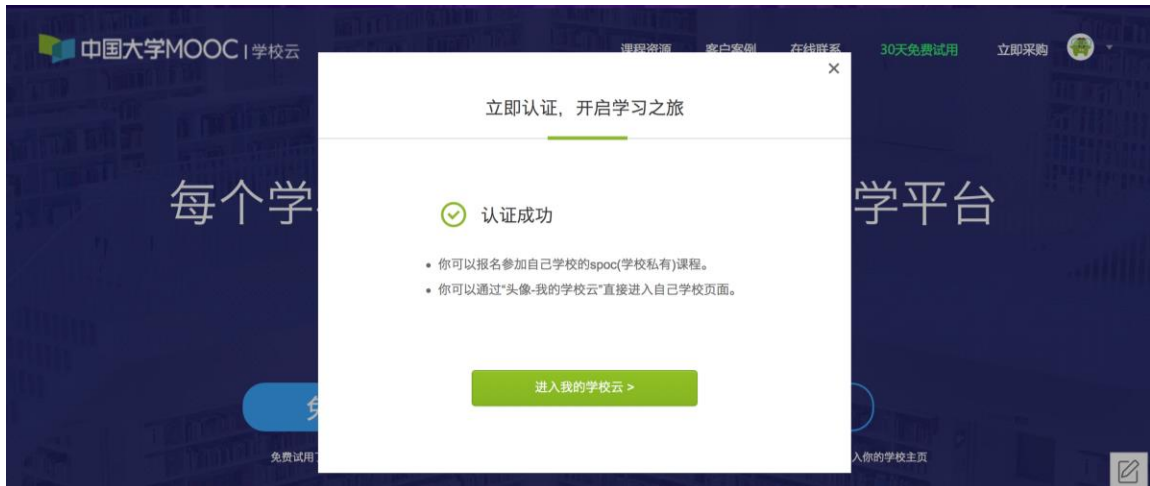 中国大学MOOC | 学校云
课程资源 客户案例 在线联系 30天免费试用 立即采购
×
立即认证，开启学习之旅
每个学
学平台
认证成功
• 你可以报名参加自己学校的spoc(学校私有)课程。
• 你可以通过“头像-我的学校云”直接进入自己学校页面。
进入我的学校云 >
免费试用
入你的学校主页